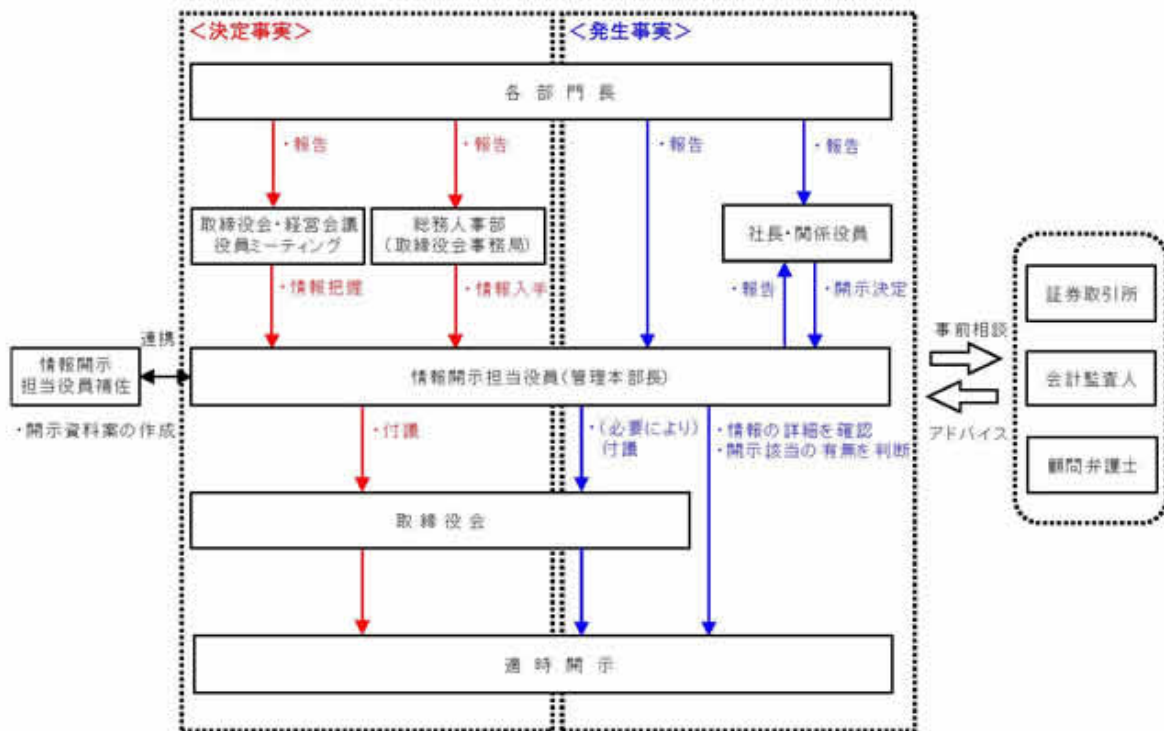 ＜決定事実＞
＜発生事実＞
各部門長
・報告
・報告
・報告
・報告
取締役会・経営会議
役員ミーティング
総務人事部
(取締役会事務局)
社長・関係役員
・情報把握
・情報入手
・報告
・開示決定
連携
情報開示
担当役員補佐
・開示資料案の作成
情報開示担当役員(管理本部長)
事前相談
アドバイス
証券取引所
会計監査人
顧問弁護士
・付議
・(必要により)
付議
・情報の詳細を確認
・開示該当の有無を判断
取締役会
適時開示